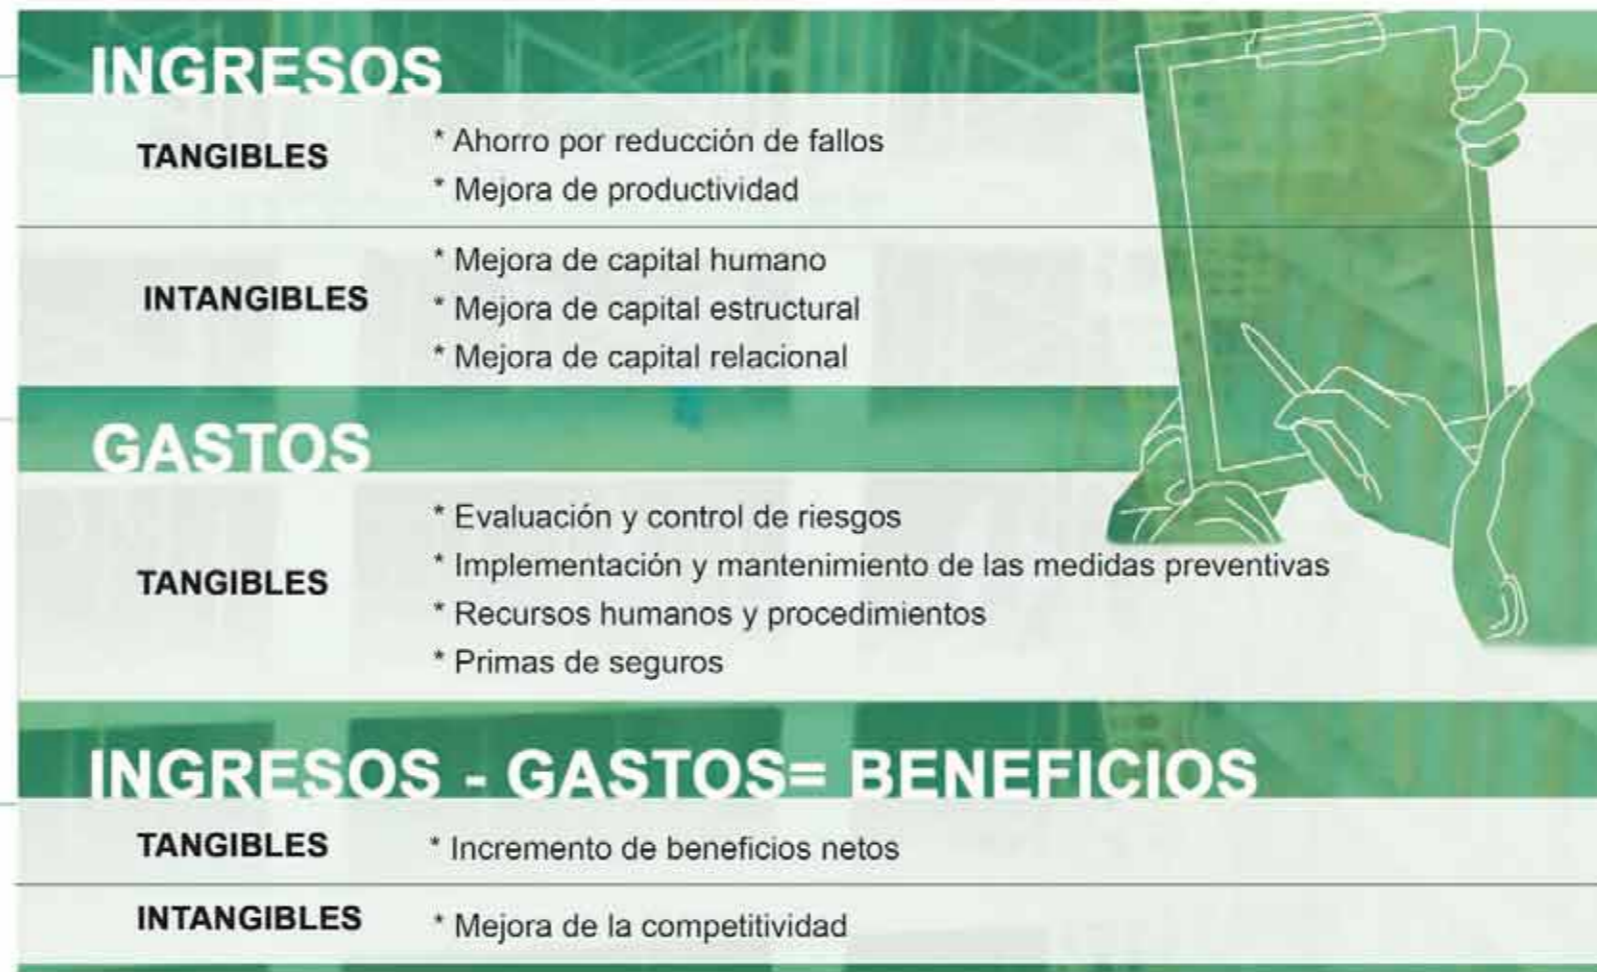 INGRESOS
TANGIBLES
* Ahorro por reducción de fallos
* Mejora de productividad
INTANGIBLES
* Mejora de capital humano
* Mejora de capital estructural
* Mejora de capital relacional
GASTOS
TANGIBLES
* Evaluación y control de riesgos
* Implementación y mantenimiento de las medidas preventivas
* Recursos humanos y procedimientos
* Primas de seguros
INGRESOS - GASTOS= BENEFICIOS
TANGIBLES
* Incremento de beneficios netos
INTANGIBLES
* Mejora de la competitividad